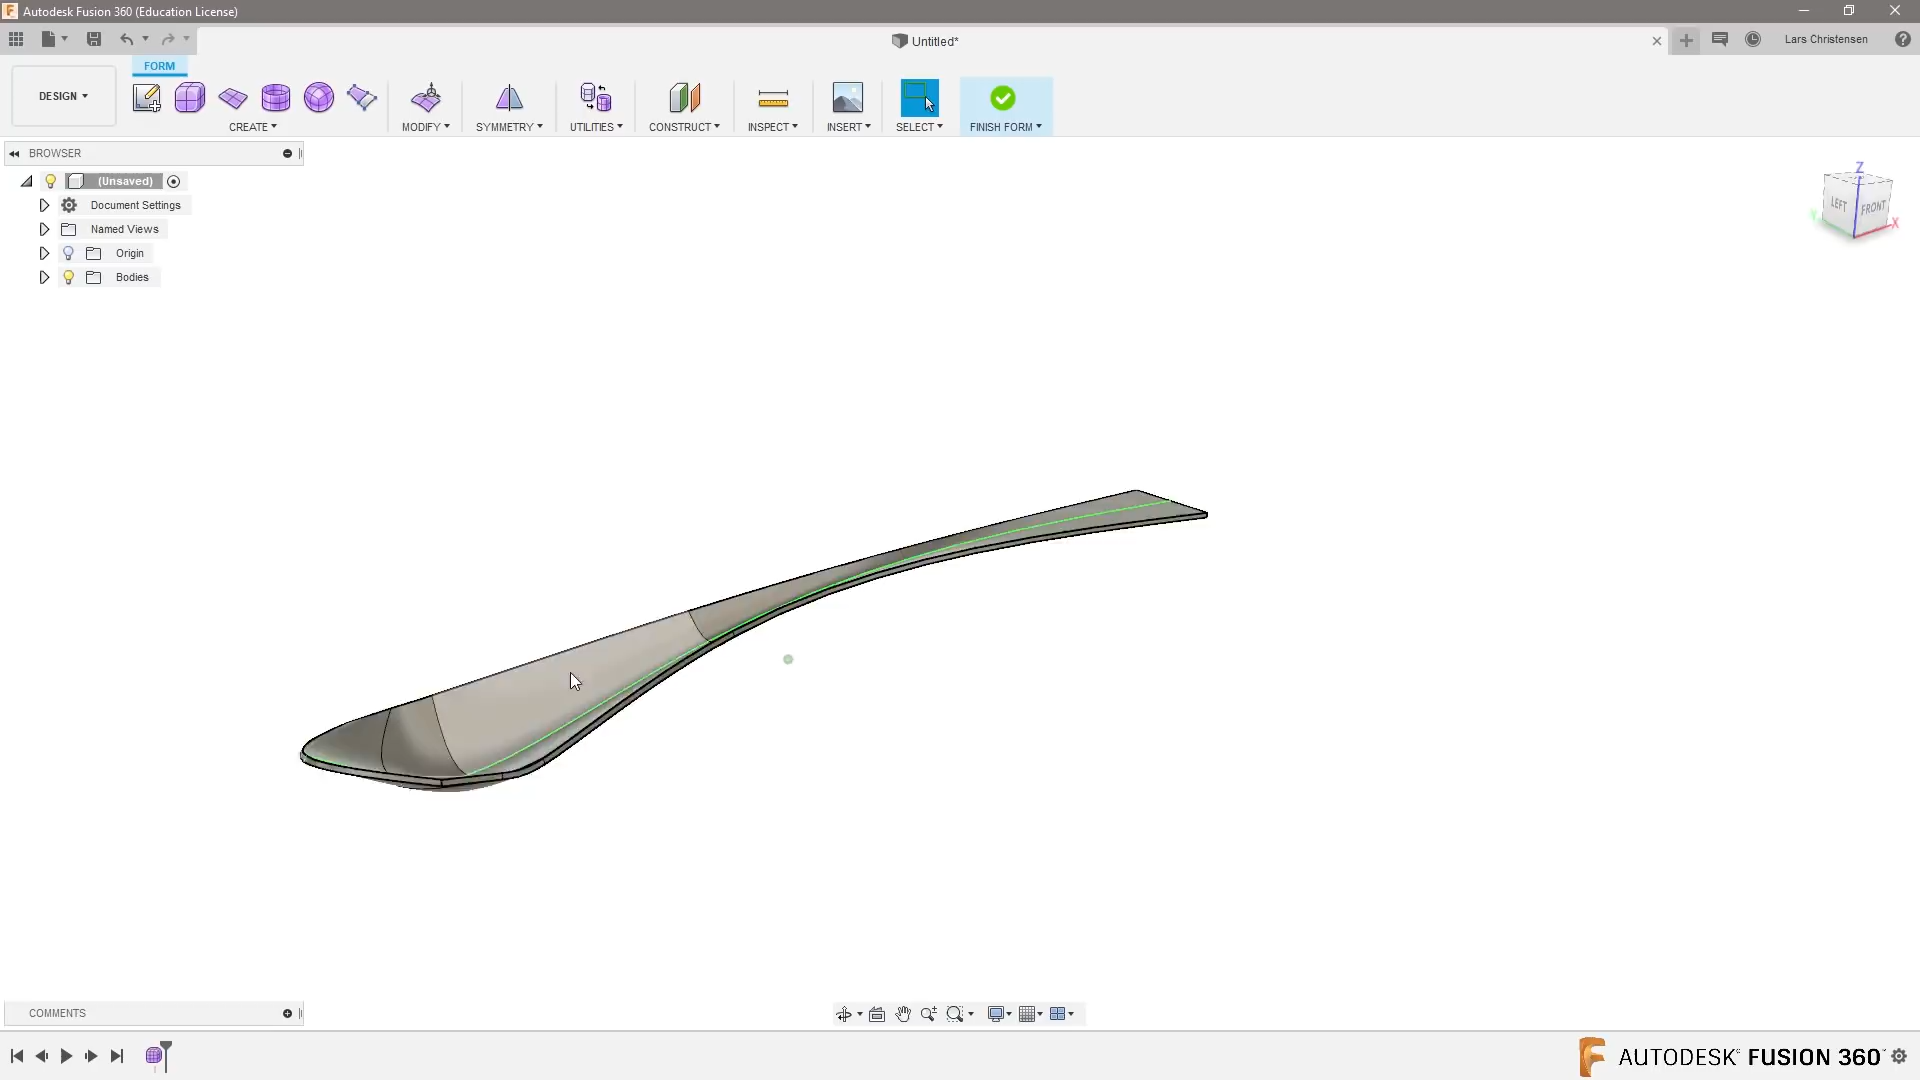 Autodesk Fusion 360 (Education License)
Untitled*
Lars Christensen
FORM
DESIGN
CREATE
MODIFY
SYMMETRY
UTILITIES
CONSTRUCT
INSPECT
INSERT
SELECT
FINISH FORM
BROWSER
(Unsaved)
Document Settings
Named Views
Origin
Bodies
Z
LEFT
FRONT
Y
X
COMMENTS
AUTODESK FUSION 360